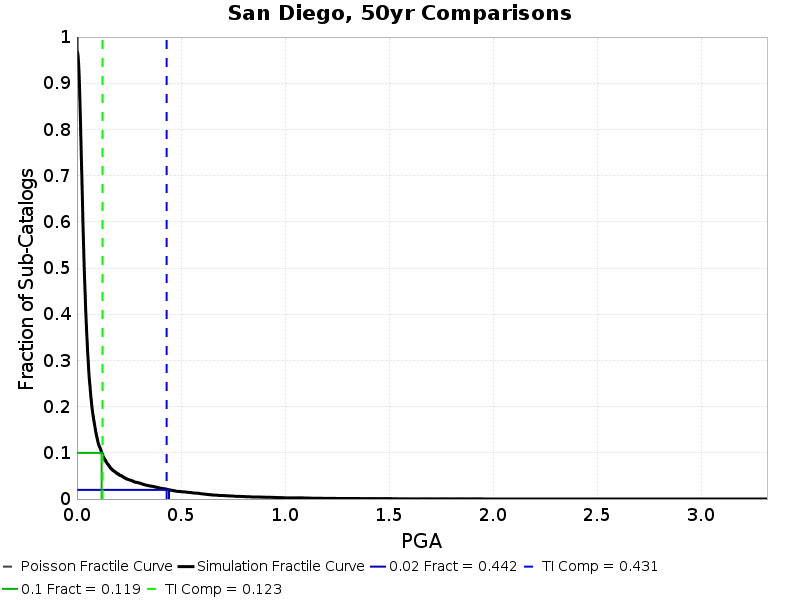 San Diego, 50yr Comparisons
1
0.9
0.8
0.7
0.6
0.5
0.4
0.3
0.2
0.1
0
Fraction of Sub-Catalogs
0.0 0.5 1.0 1.5 2.0 2.5 3.0
PGA
Poisson Fractile Curve Simulation Fractile Curve 0.02 Fract = 0.442 TI Comp = 0.431
0.1 Fract = 0.119 TI Comp = 0.123